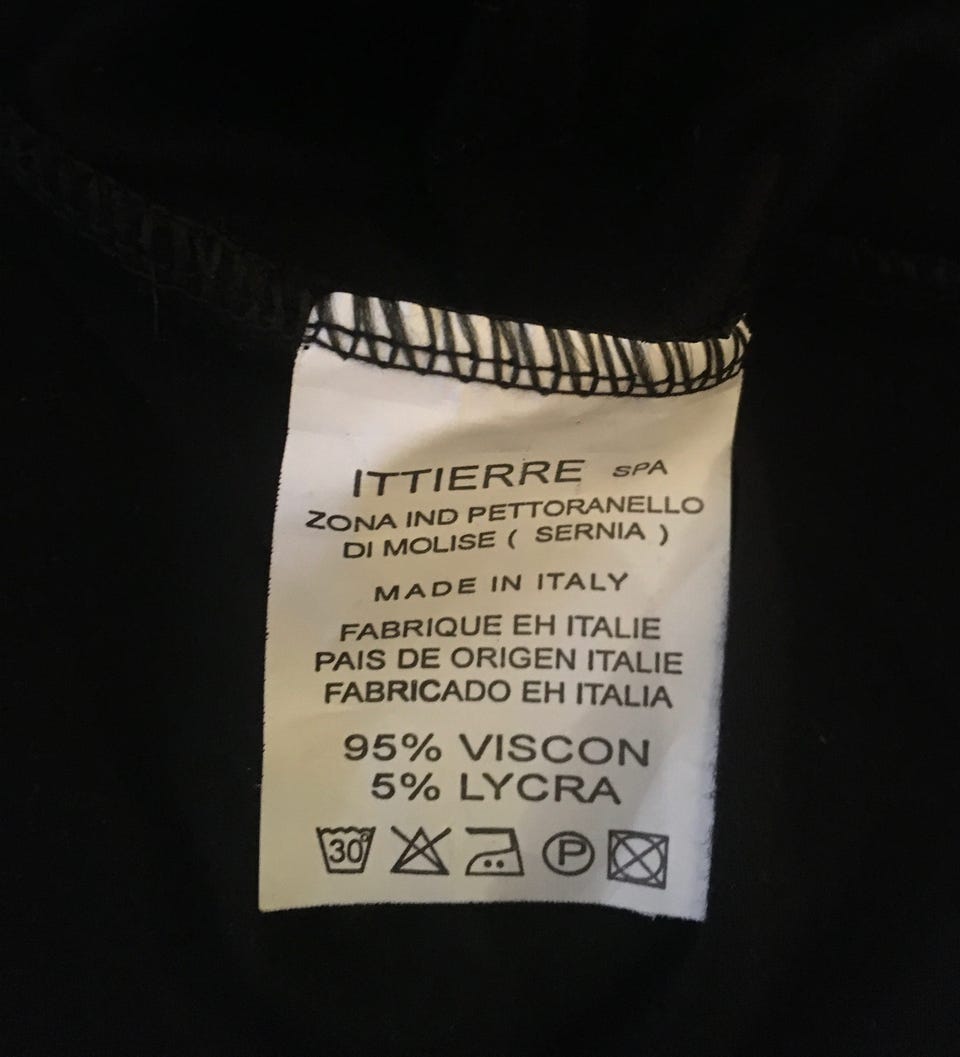 ITTIERRE SPA
ZONA IND PETTORANELLO
DI MOLISE ( SERNIA )
MADE IN ITALY
FABRIQUE EH ITALIE
PAIS DE ORIGEN ITALIE
FABRICADO EH ITALIA
95% VISCON
5% LYCRA
30° P